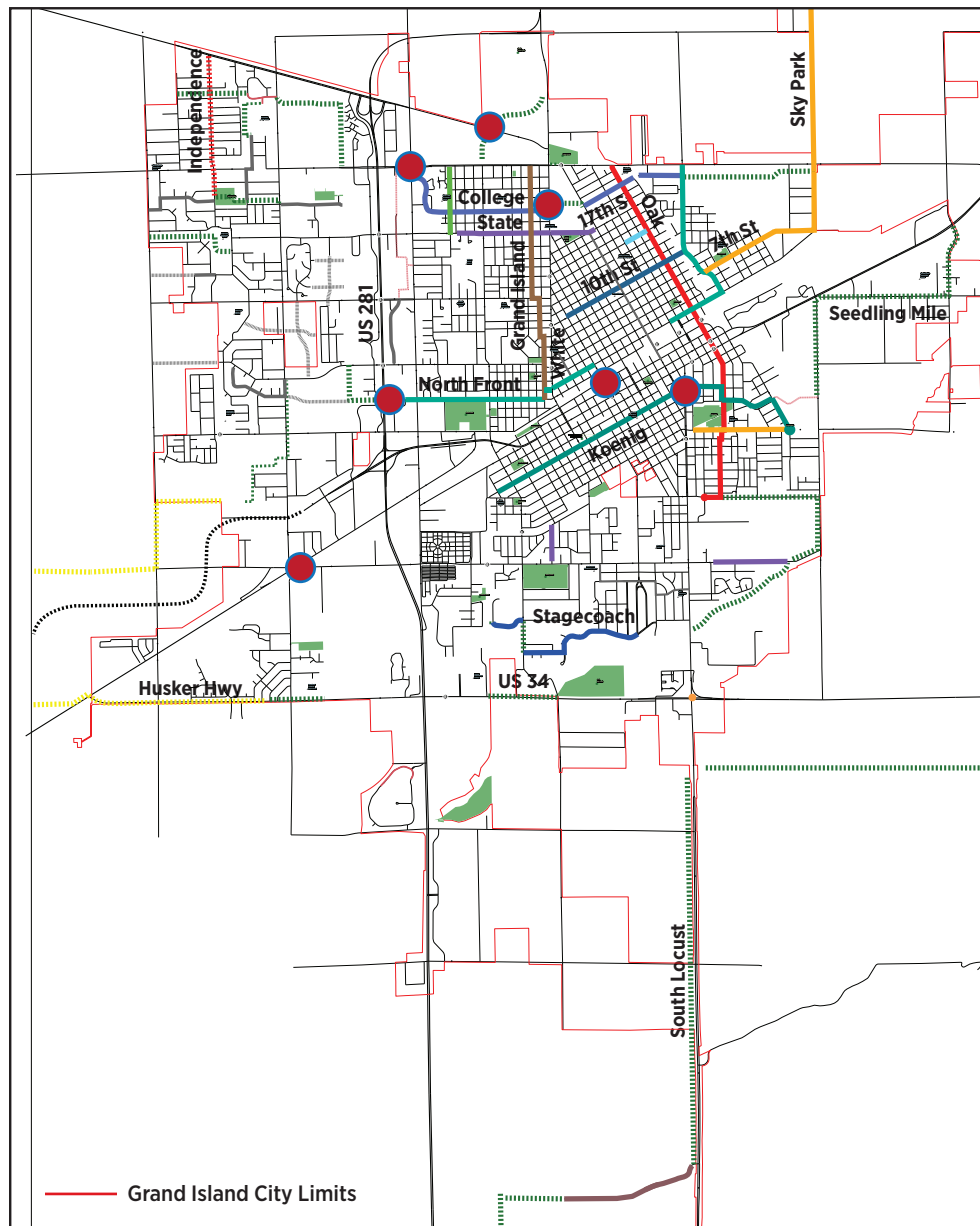 Independence
Sky Park
College
17th S
Oak
State
7th St
10th St
Grand Island
US 281
Seedling Mile
White
North Front
Koenig
Stagecoach
US 34
Husker Hwy
South Locust
Grand Island City Limits